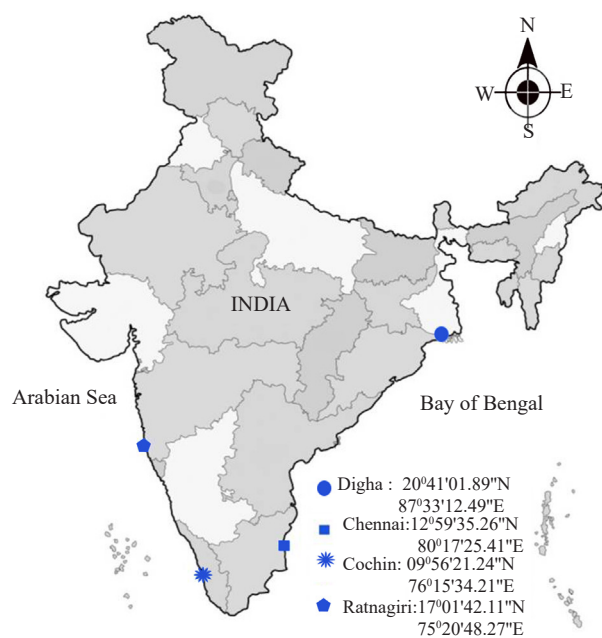 N
W
E
S
INDIA
Arabian Sea
Bay of Bengal
Digha : 20⁰41'01.89"N
87⁰33'12.49"E
Chennai:12⁰59'35.26"N
80⁰17'25.41"E
Cochin: 09⁰56'21.24"N
76⁰15'34.21"E
Ratnagiri:17⁰01'42.11"N
75⁰20'48.27"E